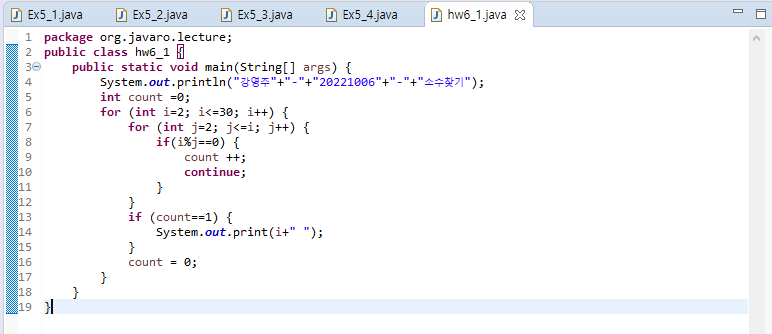 Ex5_1.java Ex5_2.java Ex5_3.java Ex5_4.java hw6_1.java
1 package org.javaro.lecture;
2 public class hw6_1 {
3 public static void main(String[] args) {
4 System.out.println("강영주"+"-"+"20221006"+"-"+"소수찾기");
5 int count =0;
6 for (int i=2; i<=30; i++) {
7 for (int j=2; j<=i; j++) {
8 if(i%j==0) {
9 count ++;
10 continue;
11 }
12 }
13 if (count==1) {
14 System.out.print(i+" ");
15 }
16 count = 0;
17 }
18 }
19 }